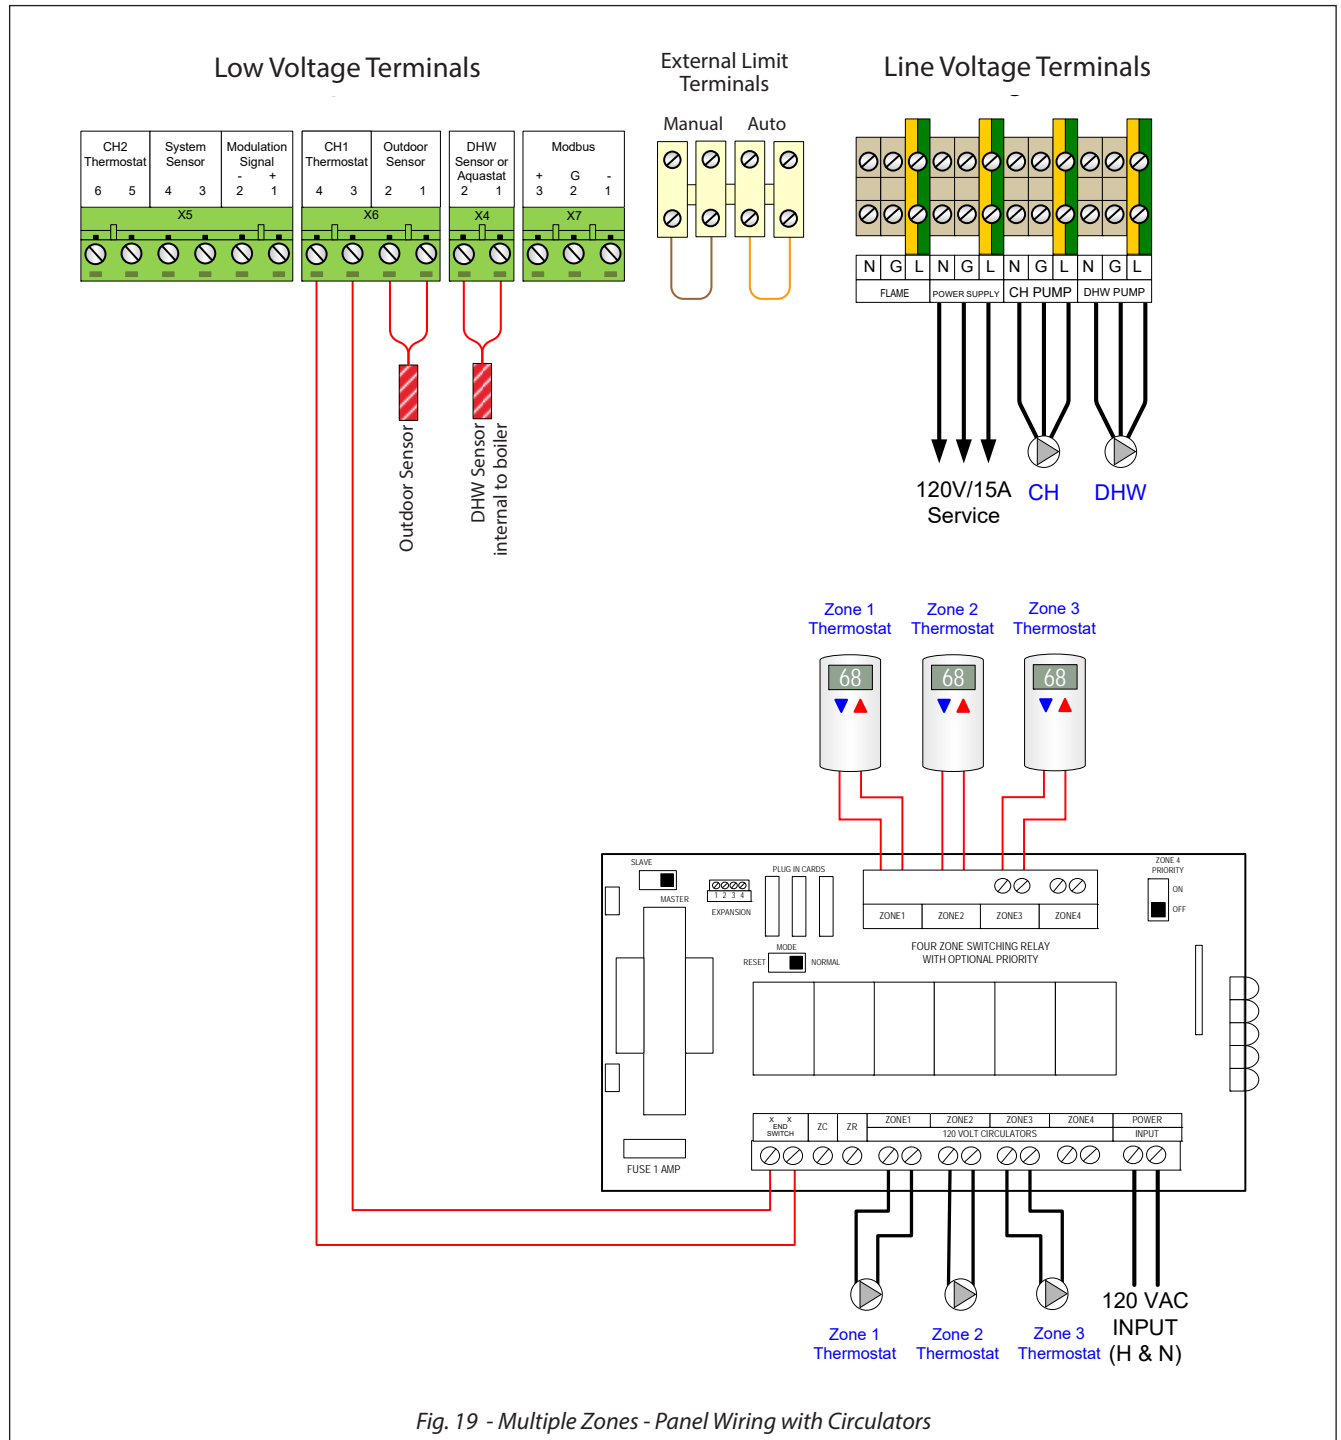 Low Voltage Terminals
External Limit
Terminals
Line Voltage Terminals
Manual Auto
CH2
Thermostat
6 5
System
Sensor
4 3
Modulation
Signal
- +
2 1
X5
CH1
Thermostat
4 3
Outdoor
Sensor
2 1
X6
DHW
Sensor or
Aquastat
2 1
X4
Modbus
+ G -
3 2 1
X7
N G L N G L N G L N G L
FLAME POWER SUPPLY CH PUMP DHW PUMP
Outdoor Sensor
DHW Sensor
internal to boiler
120V/15A
Service
CH
DHW
Zone 1
Thermostat
Zone 2
Thermostat
Zone 3
Thermostat
68
68
68
SLAVE
MASTER
1 2 3 4
EXPANSION
PLUG IN CARDS
MODE
RESET NORMAL
ZONE1 ZONE2 ZONE3 ZONE4
FOUR ZONE SWITCHING RELAY
WITH OPTIONAL PRIORITY
ZONE 4
PRIORITY
ON
OFF
FUSE 1 AMP
X X
END
SWITCH
ZC ZR
ZONE1 ZONE2 ZONE3 ZONE4
120 VOLT CIRCULATORS
POWER
INPUT
Zone 1
Thermostat
Zone 2
Thermostat
Zone 3
Thermostat
120 VAC
INPUT
(H & N)
Fig. 19 - Multiple Zones - Panel Wiring with Circulators